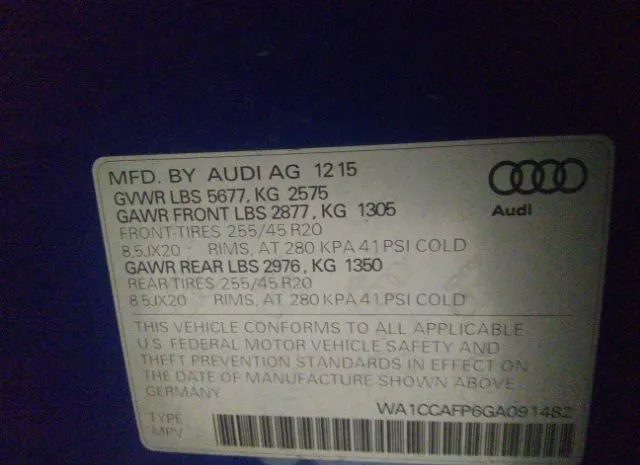 MFD. BY AUDI AG 12 15
GVWR LBS 5677, KG 2575
GAWR FRONT LBS 2877, KG 1305
FRONT-TIRES 255/45 R20
8.5JX20 RIMS, AT 280 KPA 41 PSI COLD
GAWR REAR LBS 2976, KG 1350
REAR TIRES 255/45 R20
8.5JX20 RIMS, AT 280 KPA 41 PSI COLD
Audi
THIS VEHICLE CONFORMS TO ALL APPLICABLE
U.S. FEDERAL MOTOR VEHICLE SAFETY AND
THEFT PREVENTION STANDARDS IN EFFECT ON
THE DATE OF MANUFACTURE SHOWN ABOVE
GERMANY
WA1CCAFP6GA091482
TYPE
MPV